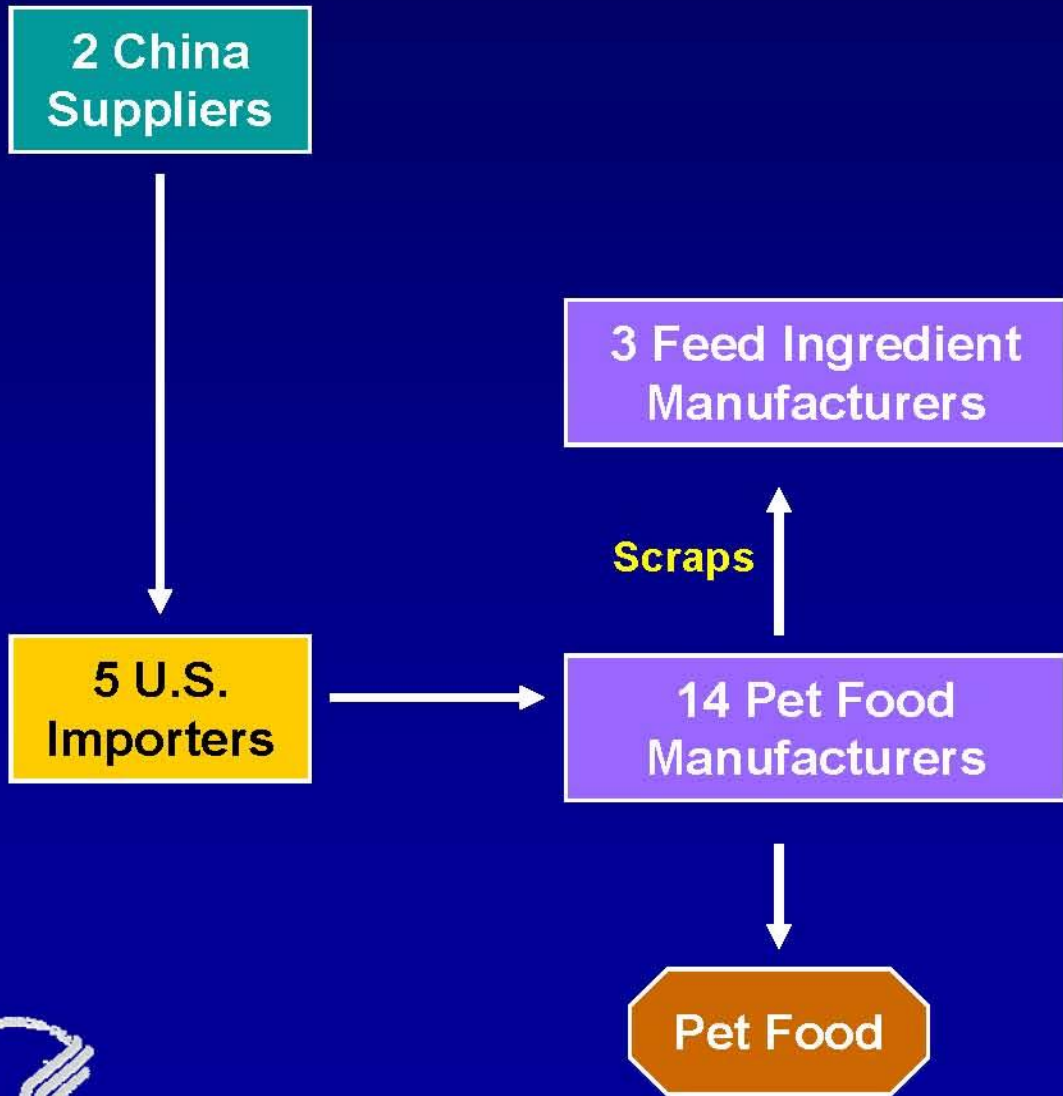 2 China
Suppliers
3 Feed Ingredient
Manufacturers
Scraps
5 U.S.
Importers
14 Pet Food
Manufacturers
Pet Food